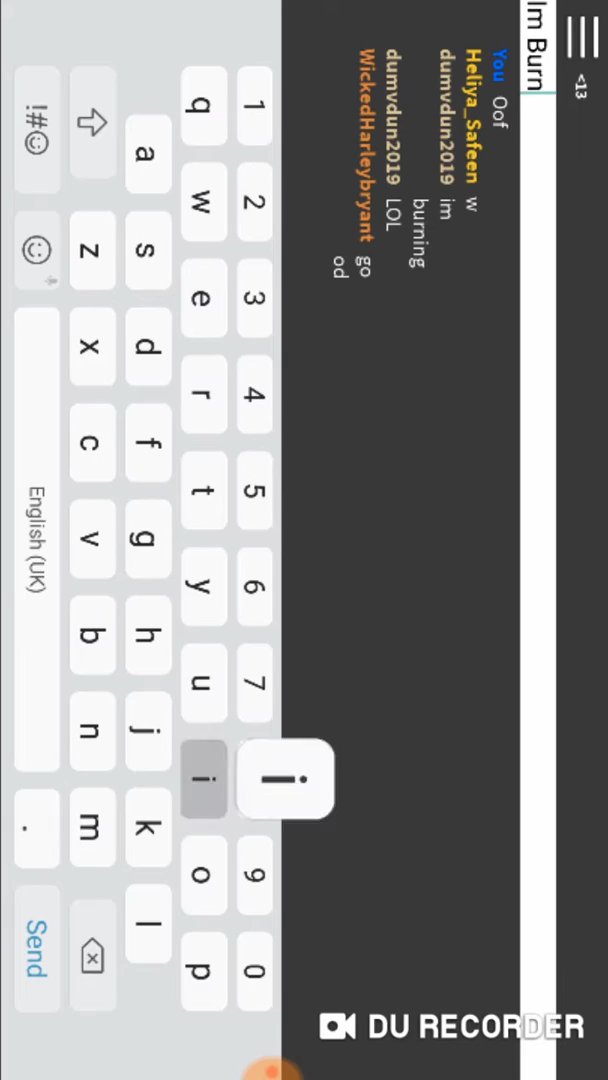 <13
Im Burn
You Oof
Heliya_Safeen w
dumvdun2019 im
burning
dumvdun2019 LOL
WickedHarleybryant go
od
i
1 2 3 4 5 6 7 9 0
q w e r t y u i o p
a s d f g h j k l
z x c v b n m
!#☺ English (UK) . Send
DU RECORDER